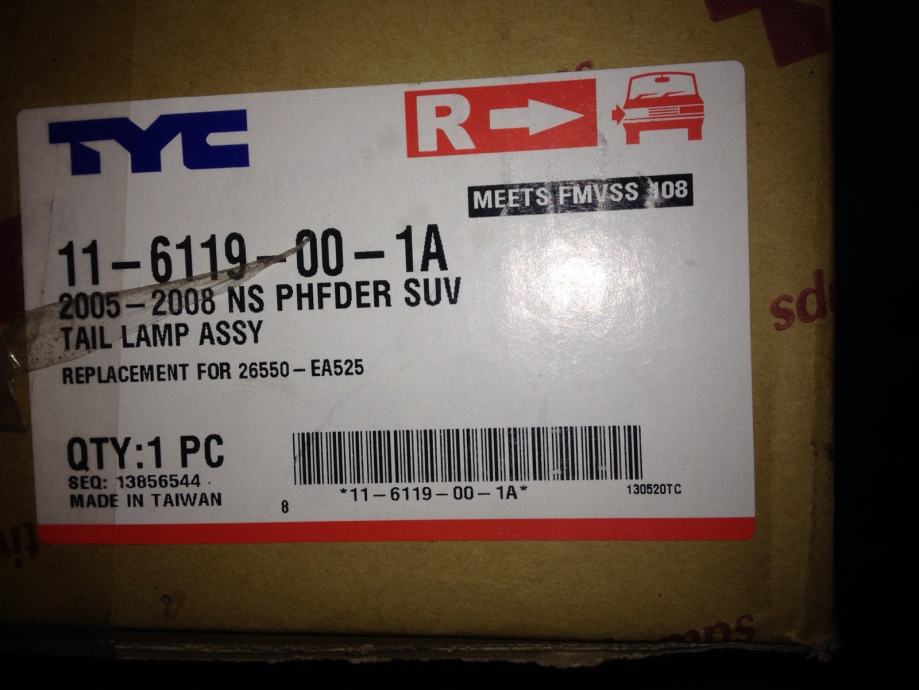 TYC
R
MEETS FMVSS 108
11-6119-00-1A
2005-2008 NS PHFDER SUV
TAIL LAMP ASSY
REPLACEMENT FOR 26550-EA525
QTY:1 PC
SEQ: 13856544
MADE IN TAIWAN
8
*11-6119-00-1A*
130520TC